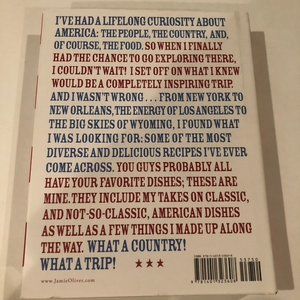 I'VE HAD A LIFELONG CURIOSITY ABOUT
AMERICA: THE PEOPLE, THE COUNTRY, AND,
OF COURSE, THE FOOD. SO WHEN I FINALLY
HAD THE CHANCE TO GO EXPLORING THERE,
I COULDN'T WAIT! I SET OFF ON WHAT I KNEW
WOULD BE A COMPLETELY INSPIRING TRIP.
AND I WASN'T WRONG ... FROM NEW YORK TO
NEW ORLEANS, THE ENERGY OF LOS ANGELES TO
THE BIG SKIES OF WYOMING, I FOUND WHAT
I WAS LOOKING FOR: SOME OF THE MOST
DIVERSE AND DELICIOUS RECIPES I'VE EVER
COME ACROSS. YOU GUYS PROBABLY ALL
HAVE YOUR FAVORITE DISHES; THESE ARE
MINE. THEY INCLUDE MY TAKES ON CLASSIC,
AND NOT-SO-CLASSIC, AMERICAN DISHES
AS WELL AS A FEW THINGS I MADE UP ALONG
THE WAY. WHAT A COUNTRY!
WHAT A TRIP!
www.JamieOliver.com